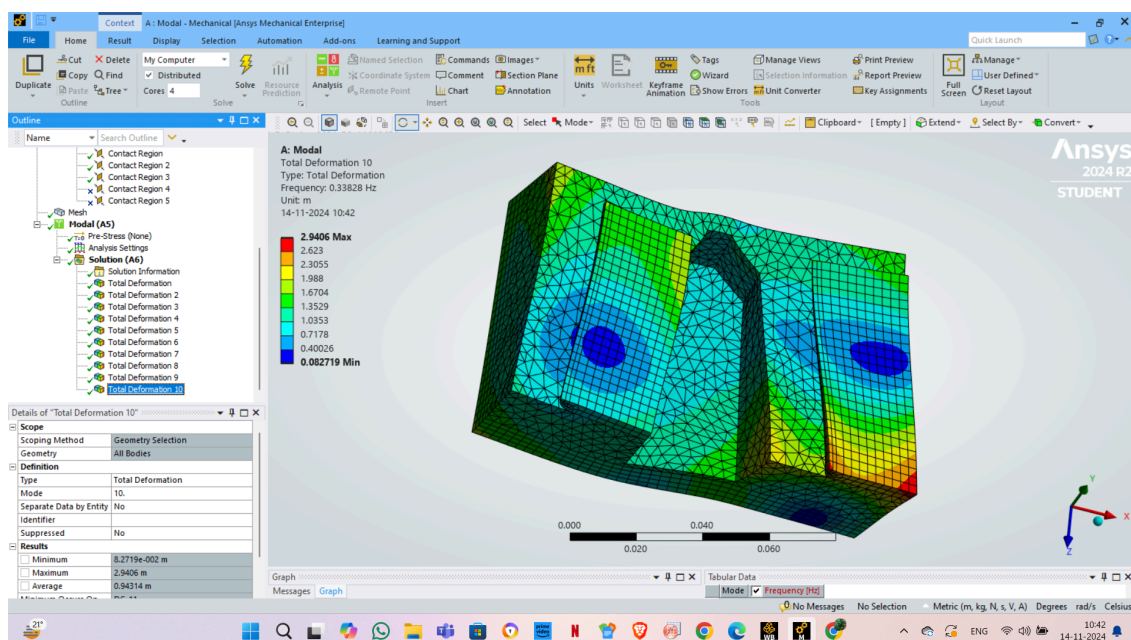 Context A : Modal - Mechanical [Ansys Mechanical Enterprise]
File Home Result Display Selection Automation Add-ons Learning and Support Quick Launch
Duplicate Cut Copy Paste Delete Find Tree
Outline
My Computer Distributed Cores 4 Solve Resource Prediction
Solve
Analysis Named Selection Coordinate System Remote Point Commands Comment Chart Images Section Plane Annotation
Insert
Units Worksheet Keyframe Animation Tags Wizard Show Errors Manage Views Selection Information Unit Converter Print Preview Report Preview Key Assignments
Tools
Full Screen Manage User Defined Reset Layout
Layout
Outline
Name Search Outline
Select Mode Clipboard [ Empty ] Extend Select By Convert
Contact Region
Contact Region 2
Contact Region 3
Contact Region 4
Contact Region 5
Mesh
Modal (A5)
Pre-Stress (None)
Analysis Settings
Solution (A6)
Solution Information
Total Deformation
Total Deformation 2
Total Deformation 3
Total Deformation 4
Total Deformation 5
Total Deformation 6
Total Deformation 7
Total Deformation 8
Total Deformation 9
Total Deformation 10
Details of "Total Deformation 10"
Scope
Scoping Method Geometry Selection
Geometry All Bodies
Definition
Type Total Deformation
Mode 10.
Separate Data by Entity No
Identifier
Suppressed No
Results
Minimum 8.2719e-002 m
Maximum 2.9406 m
Average 0.94314 m
A: Modal
Total Deformation 10
Type: Total Deformation
Frequency: 0.33828 Hz
Unit: m
14-11-2024 10:42
2.9406 Max
2.623
2.3055
1.988
1.6704
1.3529
1.0353
0.7178
0.40026
0.082719 Min
Ansys
2024 R2
STUDENT
0.000 0.040
0.020 0.060
Y
X
Z
Graph
Messages Graph
Tabular Data
Mode Frequency [Hz]
No Messages No Selection Metric (m, kg, N, s, V, A) Degrees rad/s Celsius
21°
ENG 10:42
14-11-2024